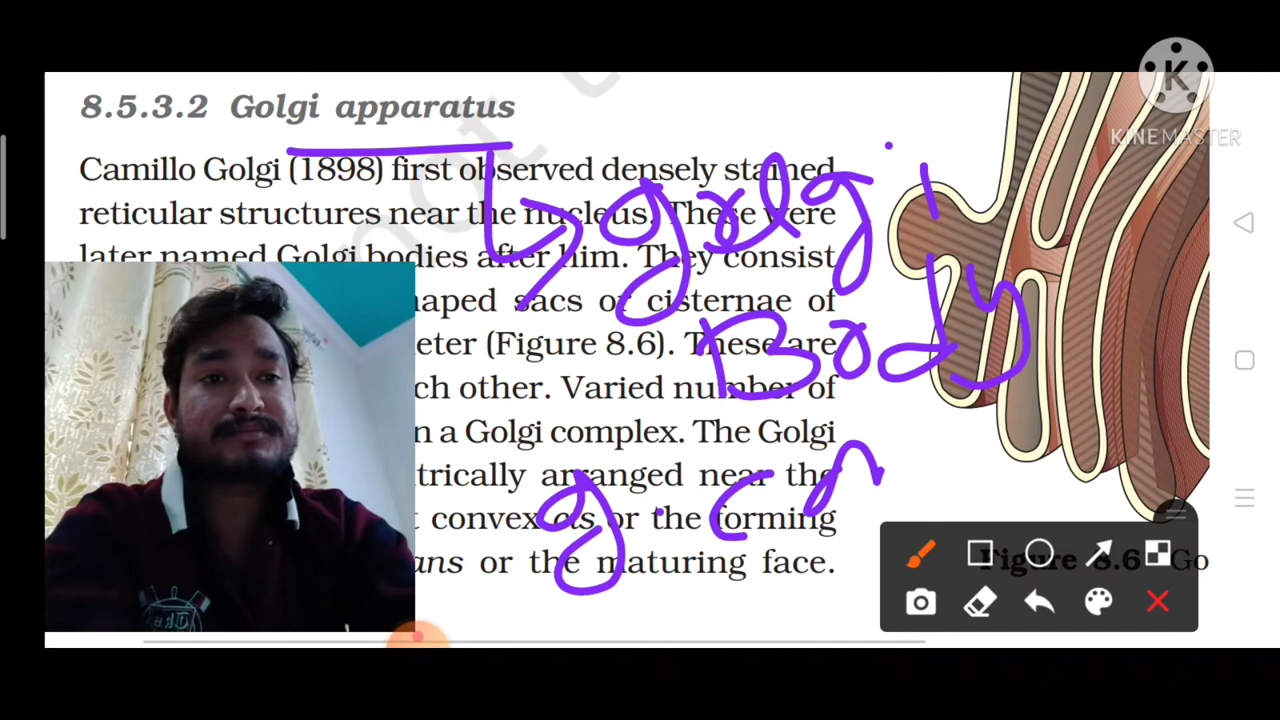 8.5.3.2 Golgi apparatus
Camillo Golgi (1898) first observed densely stained
reticular structures near the nucleus. These were
later named Golgi bodies after him. They consist
haped sacs or cisternae of
eter (Figure 8.6). These are
ch other. Varied number of
n a Golgi complex. The Golgi
trically arranged near the
t convex cis or the forming
ans or the maturing face.
golgi
Body
g.
K
KINEMASTER
Figure 8.6 Go